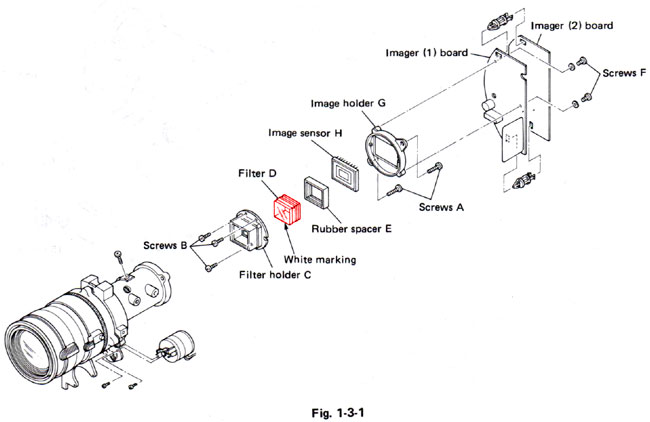 Imager (2) board
Imager (1) board
Screws F
Image holder G
Image sensor H
Filter D
Screws A
Rubber spacer E
Screws B
White marking
Filter holder C
Fig. 1-3-1